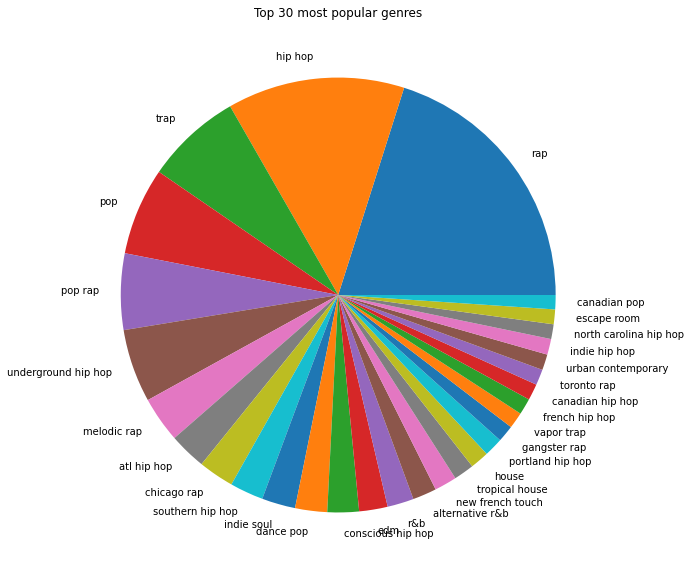 Top 30 most popular genres
rap
hip hop
trap
pop
pop rap
underground hip hop
melodic rap
atl hip hop
chicago rap
southern hip hop
indie soul
dance pop
conscious hip hop
edm
r&b
alternative r&b
new french touch
tropical house
house
portland hip hop
gangster rap
vapor trap
french hip hop
canadian hip hop
toronto rap
urban contemporary
indie hip hop
north carolina hip hop
escape room
canadian pop